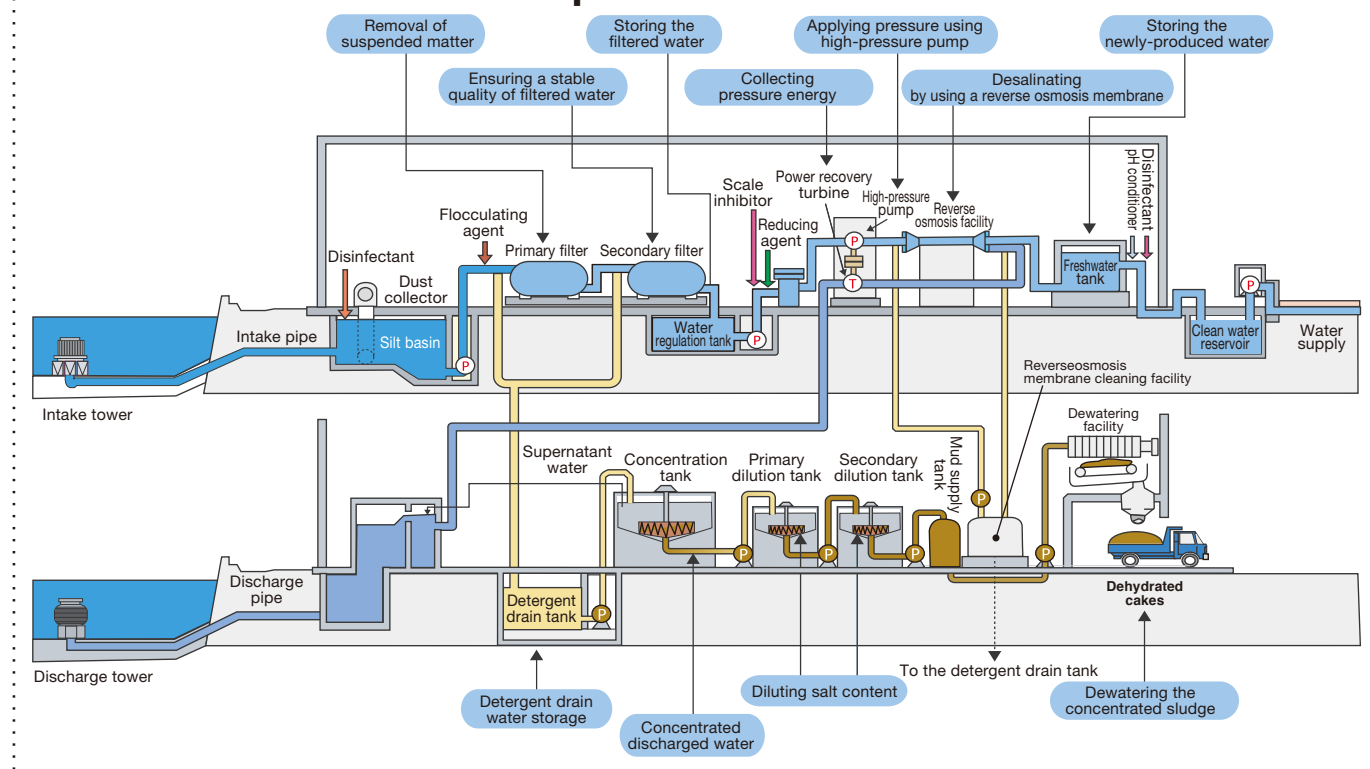 Removal of
suspended matter
Storing the
filtered water
Applying pressure using
high-pressure pump
Storing the
newly-produced water
Ensuring a stable
quality of filtered water
Collecting
pressure energy
Desalinating
by using a reverse osmosis membrane
Disinfectant
pH conditioner
Power recovery
turbine
Scale
inhibitor
High-pressure
pump
Reverse
osmosis facility
Flocculating
agent
Reducing
agent
Primary filter
Secondary filter
Disinfectant
Dust
collector
P
Freshwater
tank
T
P
Intake pipe
Silt basin
Water
regulation tank
P
Clean water
reservoir
Water
supply
P
Reverseosmosis
membrane cleaning facility
Intake tower
Dewatering
facility
Supernatant
water
Concentration
tank
Primary
dilution tank
Secondary
dilution tank
Mud supply
tank
P
P
P
P
P
Discharge
pipe
Detergent
drain tank
P
Dehydrated
cakes
Discharge tower
To the detergent drain tank
Detergent drain
water storage
Diluting salt content
Dewatering the
concentrated sludge
Concentrated
discharged water